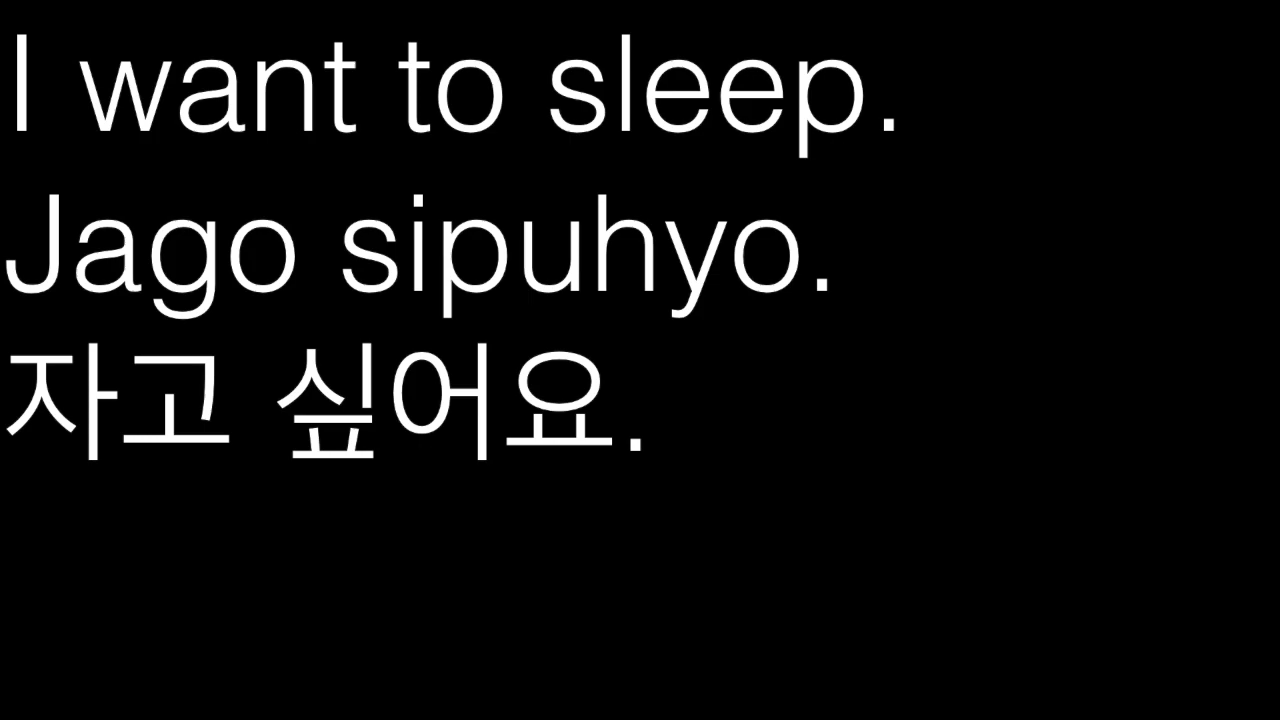 I want to sleep.
Jago sipuhyo.
자고 싶어요.